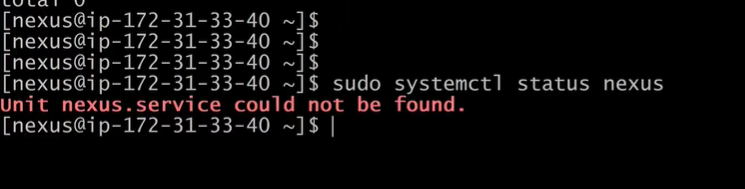 total 0
[nexus@ip-172-31-33-40 ~]$
[nexus@ip-172-31-33-40 ~]$
[nexus@ip-172-31-33-40 ~]$
[nexus@ip-172-31-33-40 ~]$ sudo systemctl status nexus
Unit nexus.service could not be found.
[nexus@ip-172-31-33-40 ~]$